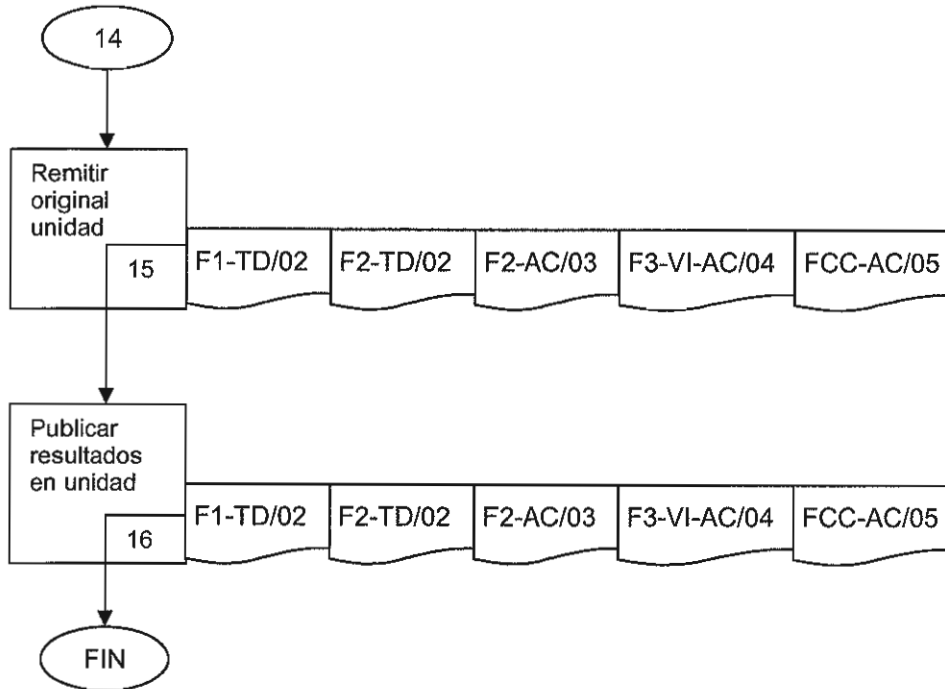 14
Remitir
original
unidad
15
F1-TD/02 F2-TD/02 F2-AC/03 F3-VI-AC/04 FCC-AC/05
Publicar
resultados
en unidad
16
F1-TD/02 F2-TD/02 F2-AC/03 F3-VI-AC/04 FCC-AC/05
FIN